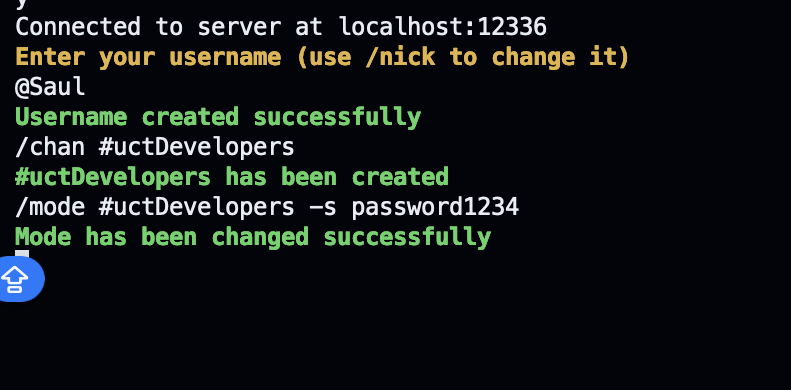 y
Connected to server at localhost:12336
Enter your username (use /nick to change it)
@Saul
Username created successfully
/chan #uctDevelopers
#uctDevelopers has been created
/mode #uctDevelopers -s password1234
Mode has been changed successfully